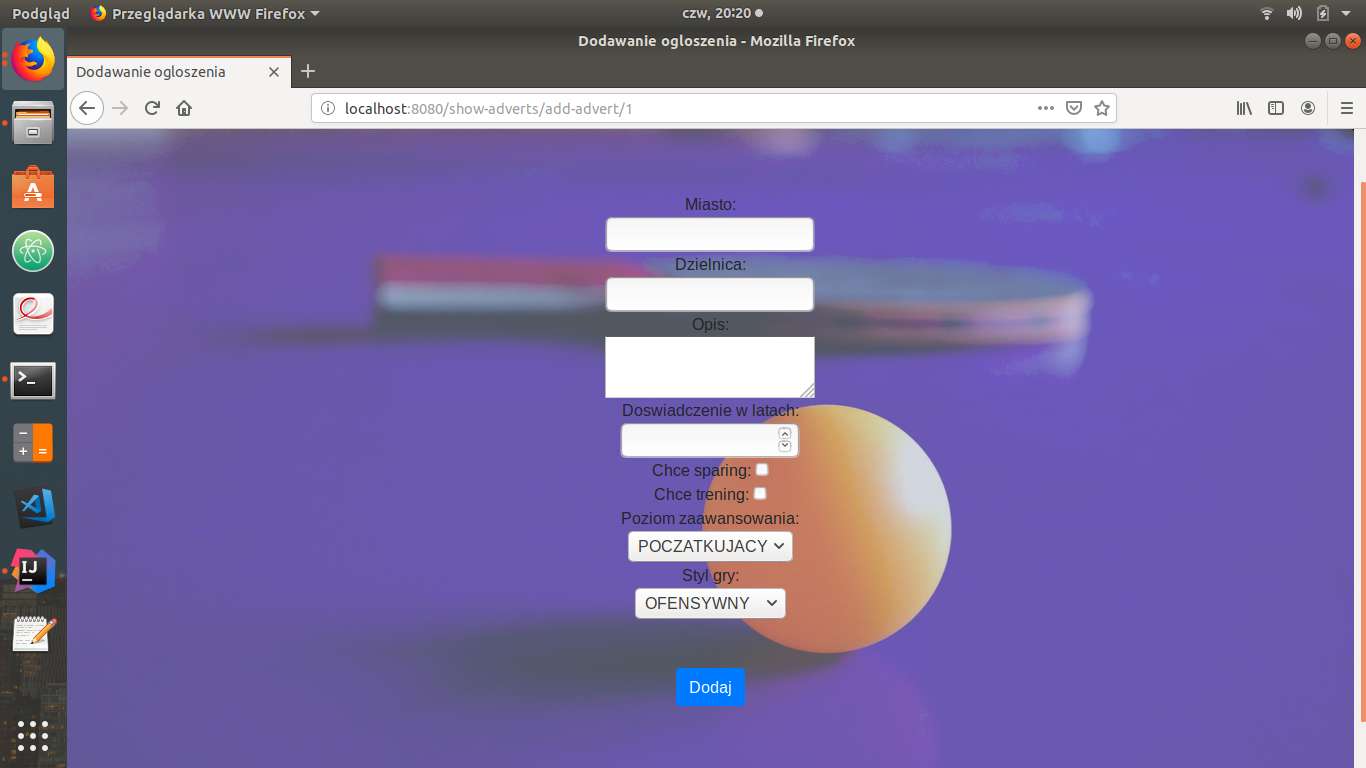 Podgląd
Przeglądarka WWW Firefox
czw, 20:20
Dodawanie ogloszenia - Mozilla Firefox
Dodawanie ogloszenia
localhost:8080/show-adverts/add-advert/1
Miasto:
Dzielnica:
Opis:
Doswiadczenie w latach:
Chce sparing:
Chce trening:
Poziom zaawansowania:
POCZATKUJACY
Styl gry:
OFENSYWNY
Dodaj
IJ